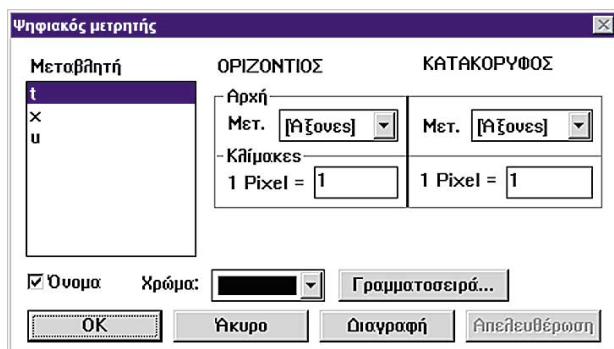 Ψηφιακός μετρητής
Μεταβλητή
t
x
u
ΟΡΙΖΟΝΤΙΟΣ
ΚΑΤΑΚΟΡΥΦΟΣ
Αρχή
Μετ. [Άξονες]
Μετ. [Άξονες]
Κλίμακες
1 Pixel = 1
1 Pixel = 1
Όνομα
Χρώμα:
Γραμματοσειρά...
OK
Άκυρο
Διαγραφή
Απελευθέρωση